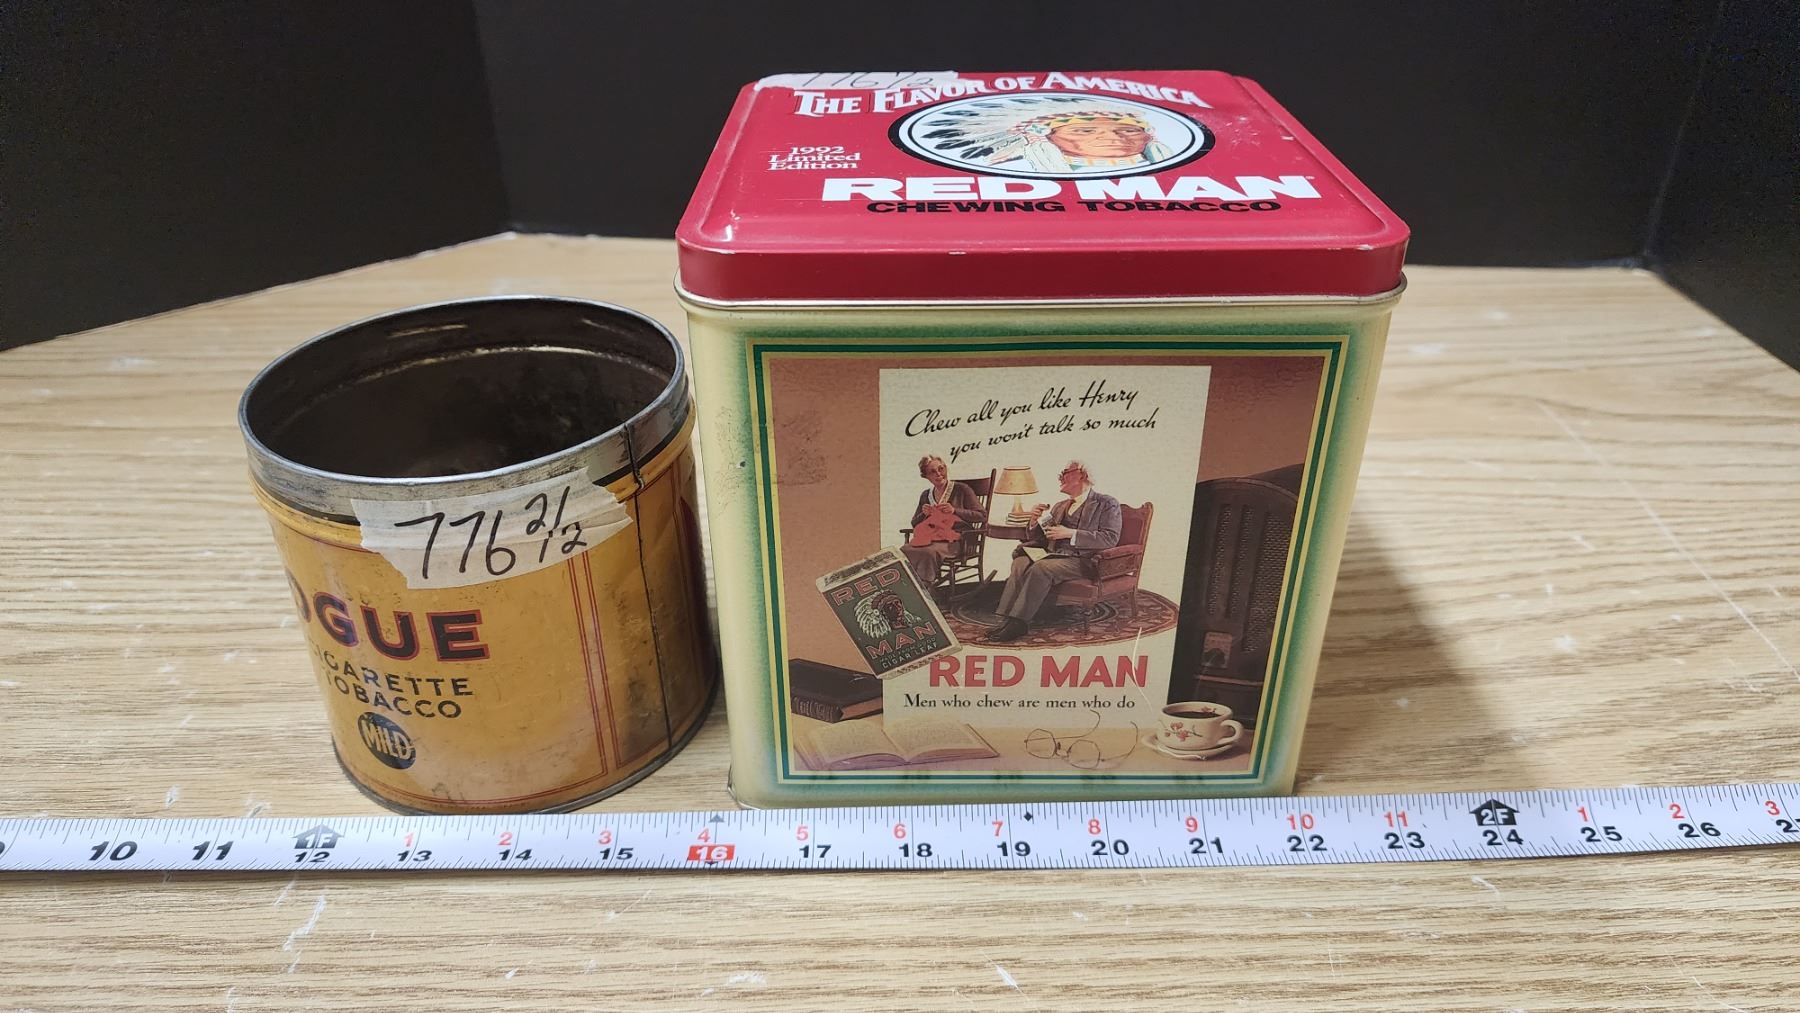 THE FLAVOR OF AMERICA
1992
Limited
Edition
RED MAN
CHEWING TOBACCO
776 2/2
OGUE
CIGARETTE
TOBACCO
MILD
Chew all you like Henry
you won't talk so much
RED
MAN
CIGAR LEAF
RED MAN
Men who chew are men who do
1F 1 2 3 4 5 6 7 8 9 10 11 2F 1 2 3
10 11 12 13 14 15 16 17 18 19 20 21 22 23 24 25 26